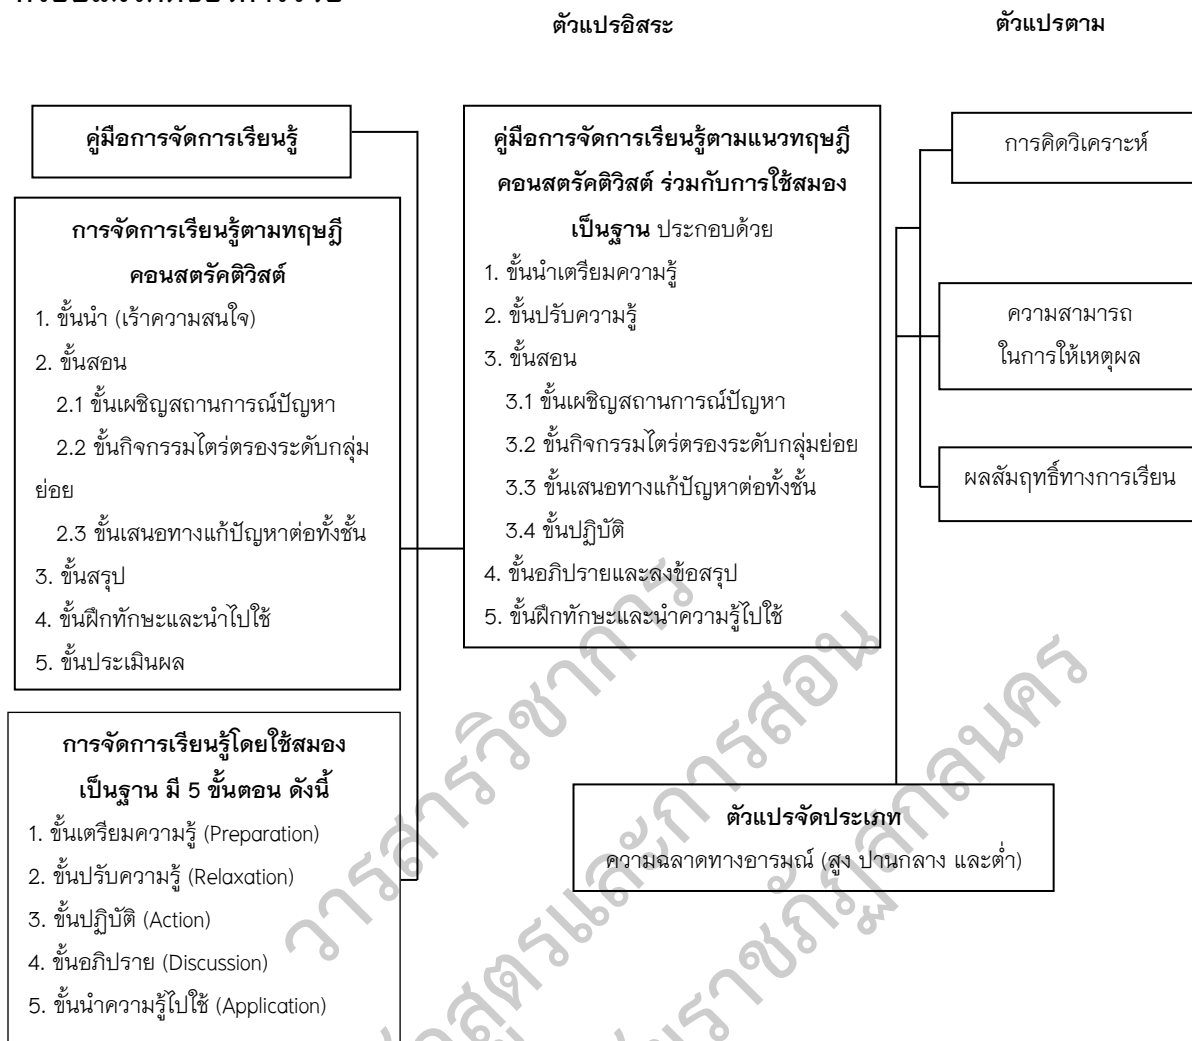 ตัวแปรอิสระ
ตัวแปรตาม
คู่มือการจัดการเรียนรู้
การจัดการเรียนรู้ตามทฤษฎี
คอนสตรัคติวิสต์
1. ขั้นนำ (เร้าความสนใจ)
2. ขั้นสอน
2.1 ขั้นเผชิญสถานการณ์ปัญหา
2.2 ขั้นกิจกรรมไตร่ตรองระดับกลุ่ม
ย่อย
2.3 ขั้นเสนอทางแก้ปัญหาต่อทั้งชั้น
3. ขั้นสรุป
4. ขั้นฝึกทักษะและนำไปใช้
5. ขั้นประเมินผล
การจัดการเรียนรู้โดยใช้สมอง
เป็นฐาน มี 5 ขั้นตอน ดังนี้
1. ขั้นเตรียมความรู้ (Preparation)
2. ขั้นปรับความรู้ (Relaxation)
3. ขั้นปฏิบัติ (Action)
4. ขั้นอภิปราย (Discussion)
5. ขั้นนำความรู้ไปใช้ (Application)
คู่มือการจัดการเรียนรู้ตามแนวทฤษฎี
คอนสตรัคติวิสต์ ร่วมกับการใช้สมอง
เป็นฐาน ประกอบด้วย
1. ขั้นนำเตรียมความรู้
2. ขั้นปรับความรู้
3. ขั้นสอน
3.1 ขั้นเผชิญสถานการณ์ปัญหา
3.2 ขั้นกิจกรรมไตร่ตรองระดับกลุ่มย่อย
3.3 ขั้นเสนอทางแก้ปัญหาต่อทั้งชั้น
3.4 ขั้นปฏิบัติ
4. ขั้นอภิปรายและลงข้อสรุป
5. ขั้นฝึกทักษะและนำความรู้ไปใช้
การคิดวิเคราะห์
ความสามารถ
ในการให้เหตุผล
ผลสัมฤทธิ์ทางการเรียน
ตัวแปรจัดประเภท
ความฉลาดทางอารมณ์ (สูง ปานกลาง และต่ำ)
วารสารวิชาการ